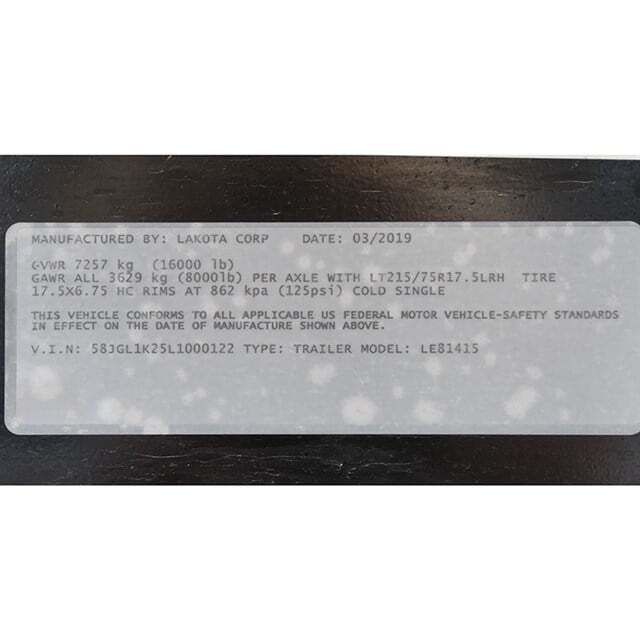 MANUFACTURED BY: LAKOTA CORP DATE: 03/2019
GVWR 7257 kg (16000 lb)
GAWR ALL 3629 kg (8000lb) PER AXLE WITH LT215/75R17.5LRH TIRE
17.5X6.75 HC RIMS AT 862 kpa (125psi) COLD SINGLE
THIS VEHICLE CONFORMS TO ALL APPLICABLE US FEDERAL MOTOR VEHICLE-SAFETY STANDARDS
IN EFFECT ON THE DATE OF MANUFACTURE SHOWN ABOVE.
V.I.N: 58JGL1K25L1000122 TYPE: TRAILER MODEL: LE81415